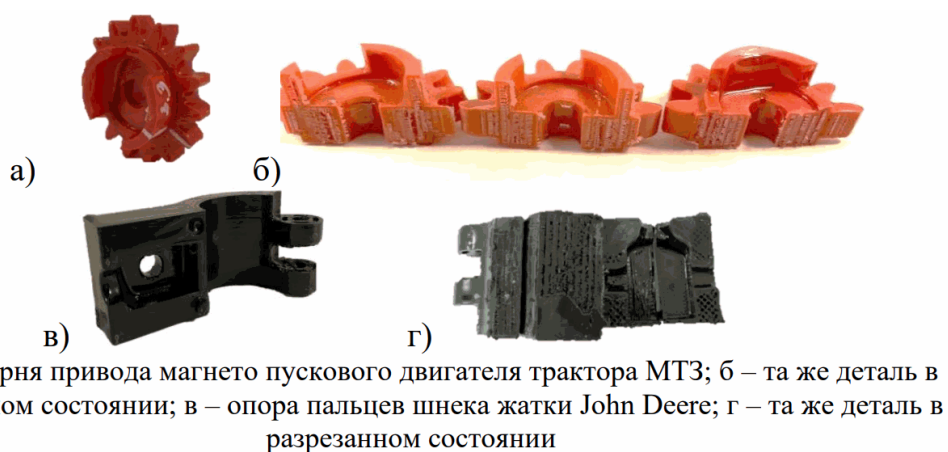 а)
б)
в)
г)
рня привода магнето пускового двигателя трактора МТЗ; б – та же деталь в
ом состоянии; в – опора пальцев шнека жатки John Deere; г – та же деталь в
разрезанном состоянии